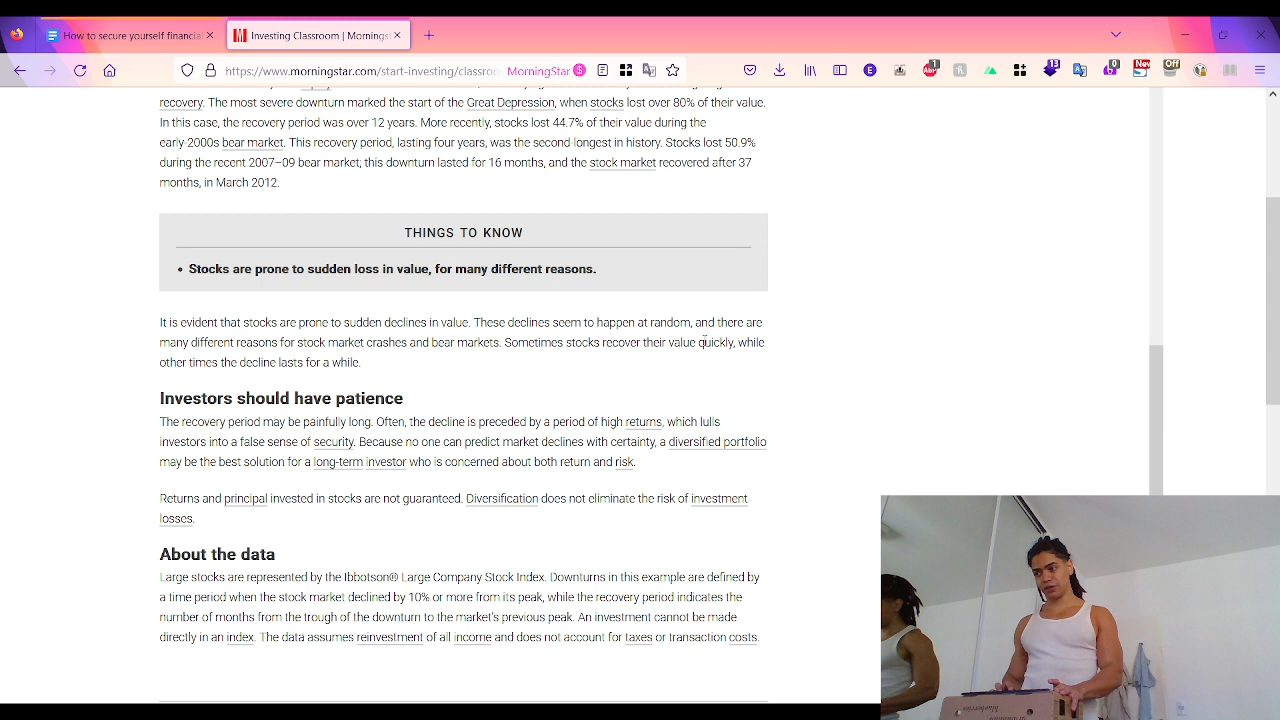 How to secure yourself financial
Investing Classroom | Mornings
https://www.morningstar.com/start-investing/classroo
MorningStar
13
New
Off
0
recovery. The most severe downturn marked the start of the Great Depression, when stocks lost over 80% of their value.
In this case, the recovery period was over 12 years. More recently, stocks lost 44.7% of their value during the
early-2000s bear market. This recovery period, lasting four years, was the second-longest in history. Stocks lost 50.9%
during the recent 2007–09 bear market; this downturn lasted for 16 months, and the stock market recovered after 37
months, in March 2012.
THINGS TO KNOW
• Stocks are prone to sudden loss in value, for many different reasons.
It is evident that stocks are prone to sudden declines in value. These declines seem to happen at random, and there are
many different reasons for stock market crashes and bear markets. Sometimes stocks recover their value quickly, while
other times the decline lasts for a while.
Investors should have patience
The recovery period may be painfully long. Often, the decline is preceded by a period of high returns, which lulls
investors into a false sense of security. Because no one can predict market declines with certainty, a diversified portfolio
may be the best solution for a long-term investor who is concerned about both return and risk.
Returns and principal invested in stocks are not guaranteed. Diversification does not eliminate the risk of investment
losses.
About the data
Large stocks are represented by the Ibbotson® Large Company Stock Index. Downturns in this example are defined by
a time period when the stock market declined by 10% or more from its peak, while the recovery period indicates the
number of months from the trough of the downturn to the market's previous peak. An investment cannot be made
directly in an index. The data assumes reinvestment of all income and does not account for taxes or transaction costs.
blueberries